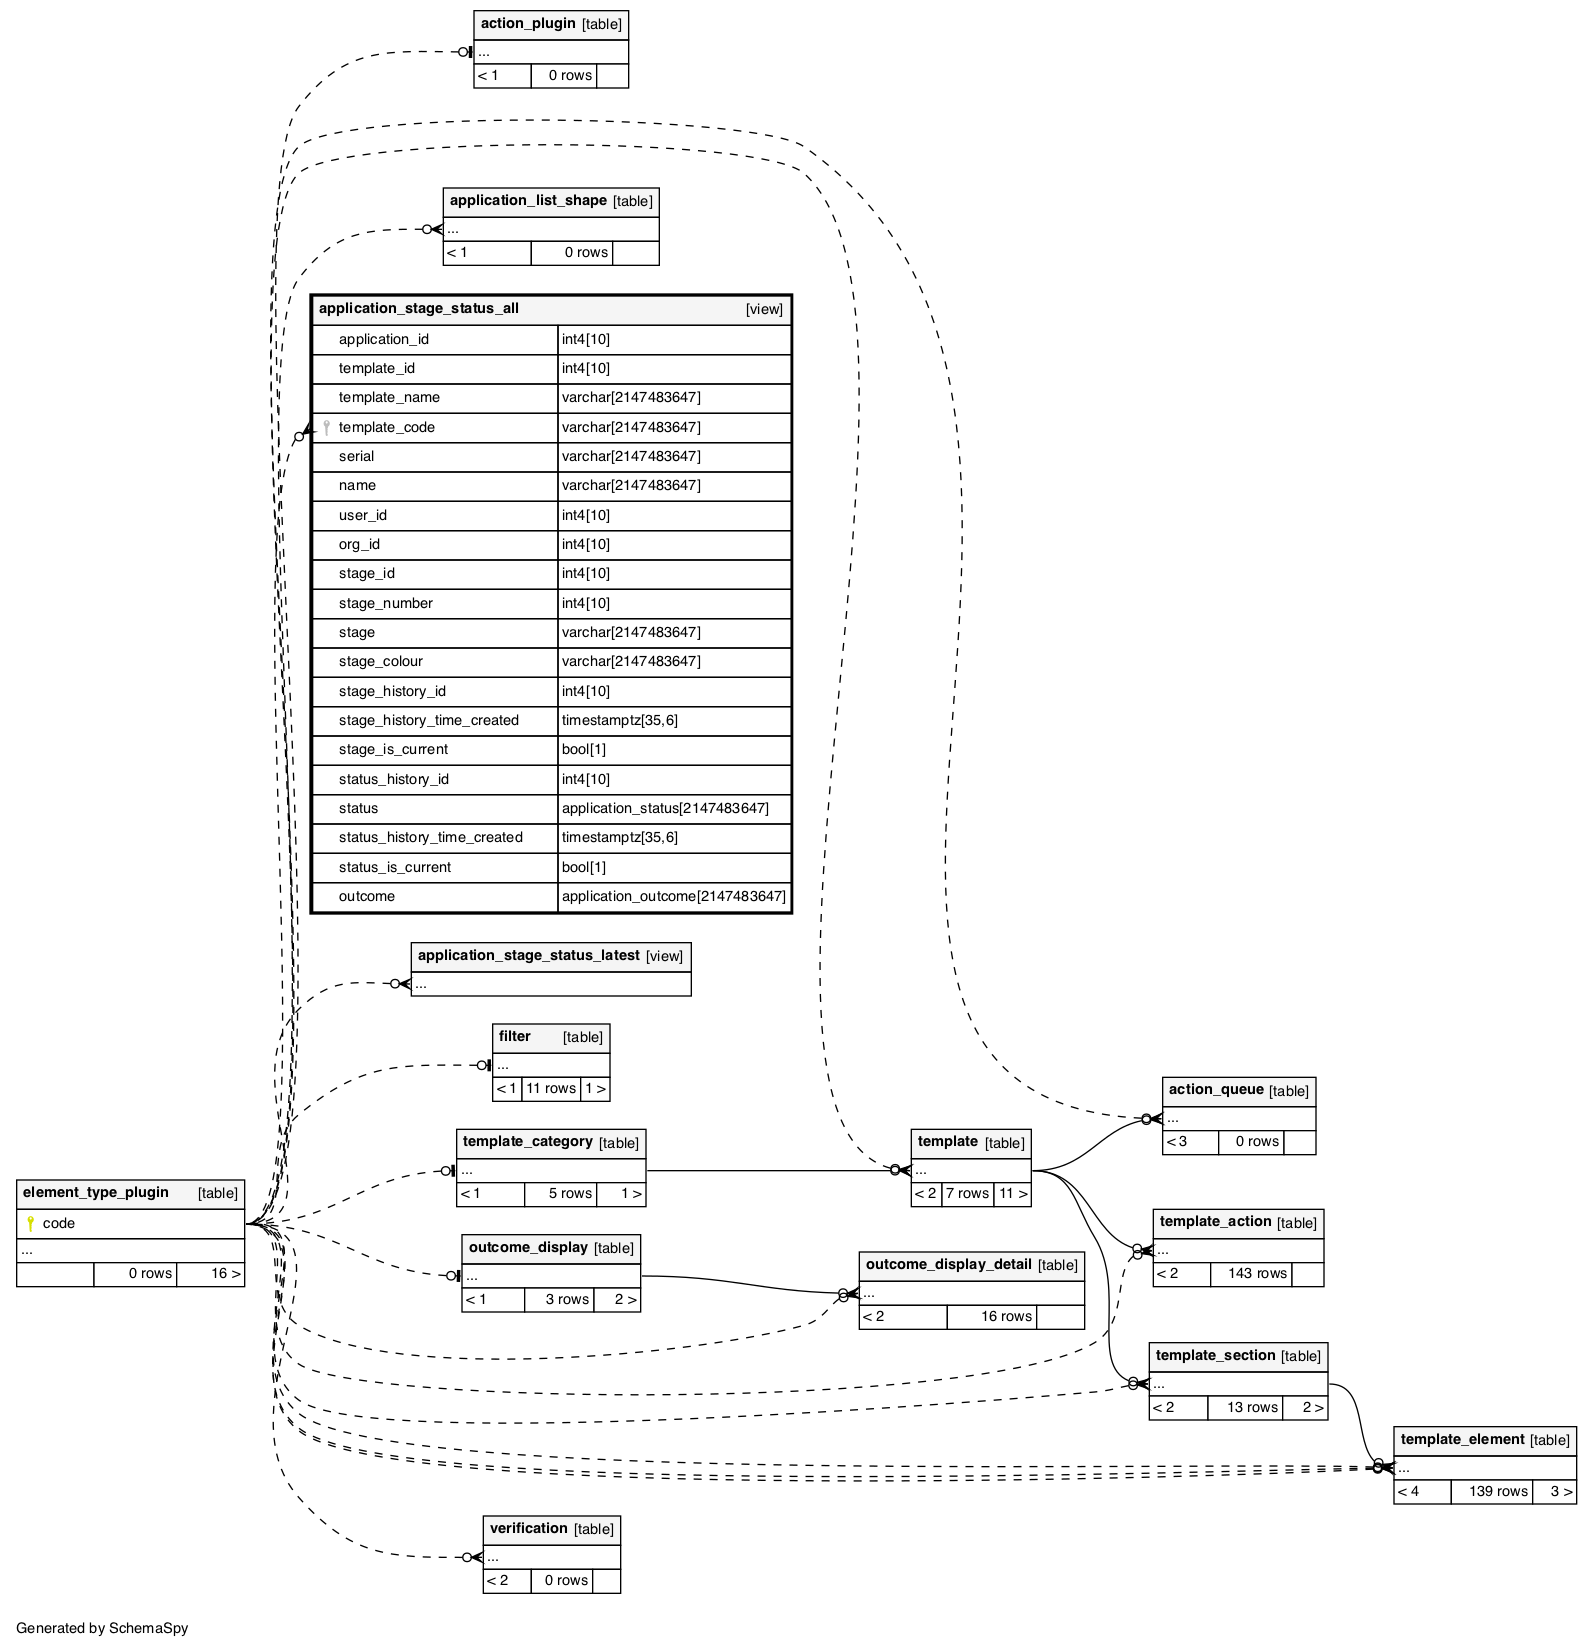 action_plugin [table]
...
< 1 0 rows
application_list_shape [table]
...
< 1 0 rows
application_stage_status_all [view]
application_id int4[10]
template_id int4[10]
template_name varchar[2147483647]
template_code varchar[2147483647]
serial varchar[2147483647]
name varchar[2147483647]
user_id int4[10]
org_id int4[10]
stage_id int4[10]
stage_number int4[10]
stage varchar[2147483647]
stage_colour varchar[2147483647]
stage_history_id int4[10]
stage_history_time_created timestamptz[35,6]
stage_is_current bool[1]
status_history_id int4[10]
status application_status[2147483647]
status_history_time_created timestamptz[35,6]
status_is_current bool[1]
outcome application_outcome[2147483647]
application_stage_status_latest [view]
...
filter [table]
...
< 1 11 rows 1 >
template_category [table]
...
< 1 5 rows 1 >
template [table]
...
< 2 7 rows 11 >
action_queue [table]
...
< 3 0 rows
element_type_plugin [table]
code
...
0 rows 16 >
outcome_display [table]
...
< 1 3 rows 2 >
outcome_display_detail [table]
...
< 2 16 rows
template_action [table]
...
< 2 143 rows
template_section [table]
...
< 2 13 rows 2 >
template_element [table]
...
< 4 139 rows 3 >
verification [table]
...
< 2 0 rows
Generated by SchemaSpy